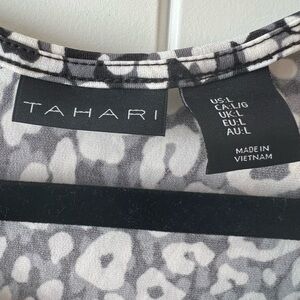 TAHARI
US•L
CA•L/G
UK•L
EU•L
AU•L
MADE IN
VIETNAM